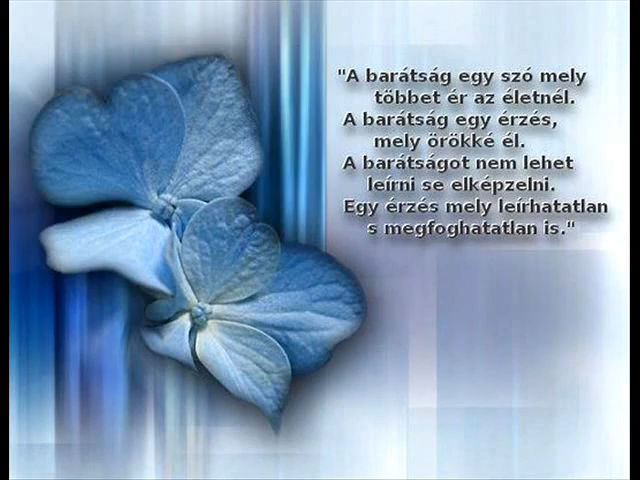 "A barátság egy szó mely
többet ér az életnél.
A barátság egy érzés,
mely örökké él.
A barátságot nem lehet
leírni se elképzelni.
Egy érzés mely leírhatatlan
s megfoghatatlan is."